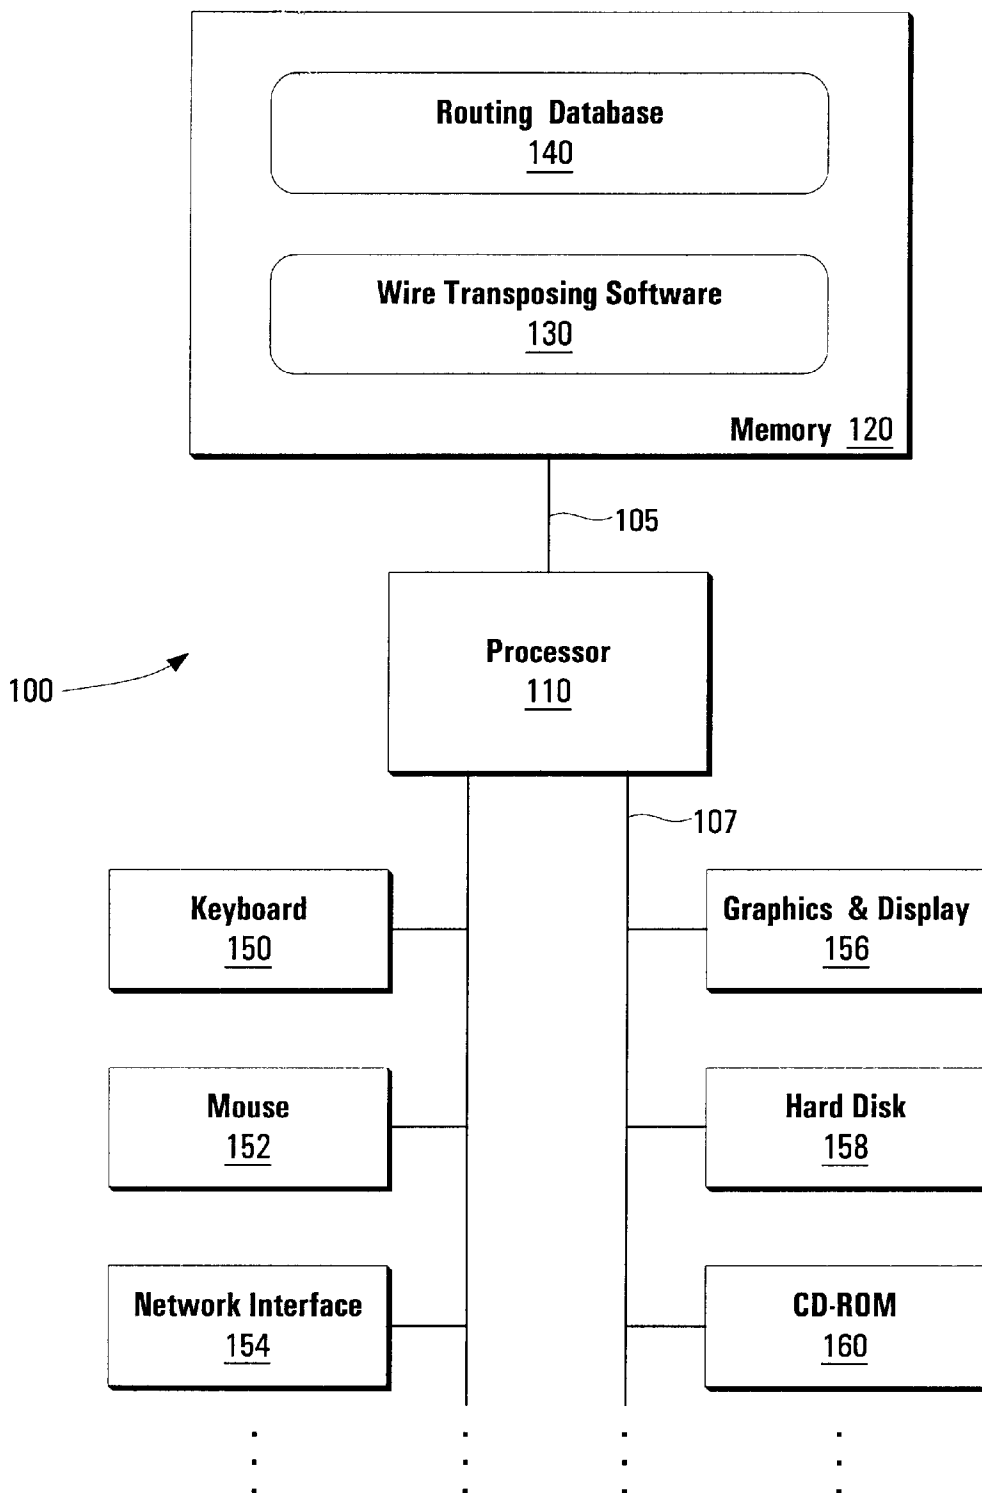 Routing Database
140
Wire Transposing Software
130
Memory 120
105
Processor
110
100
107
Keyboard
150
Graphics & Display
156
Mouse
152
Hard Disk
158
Network Interface
154
CD-ROM
160